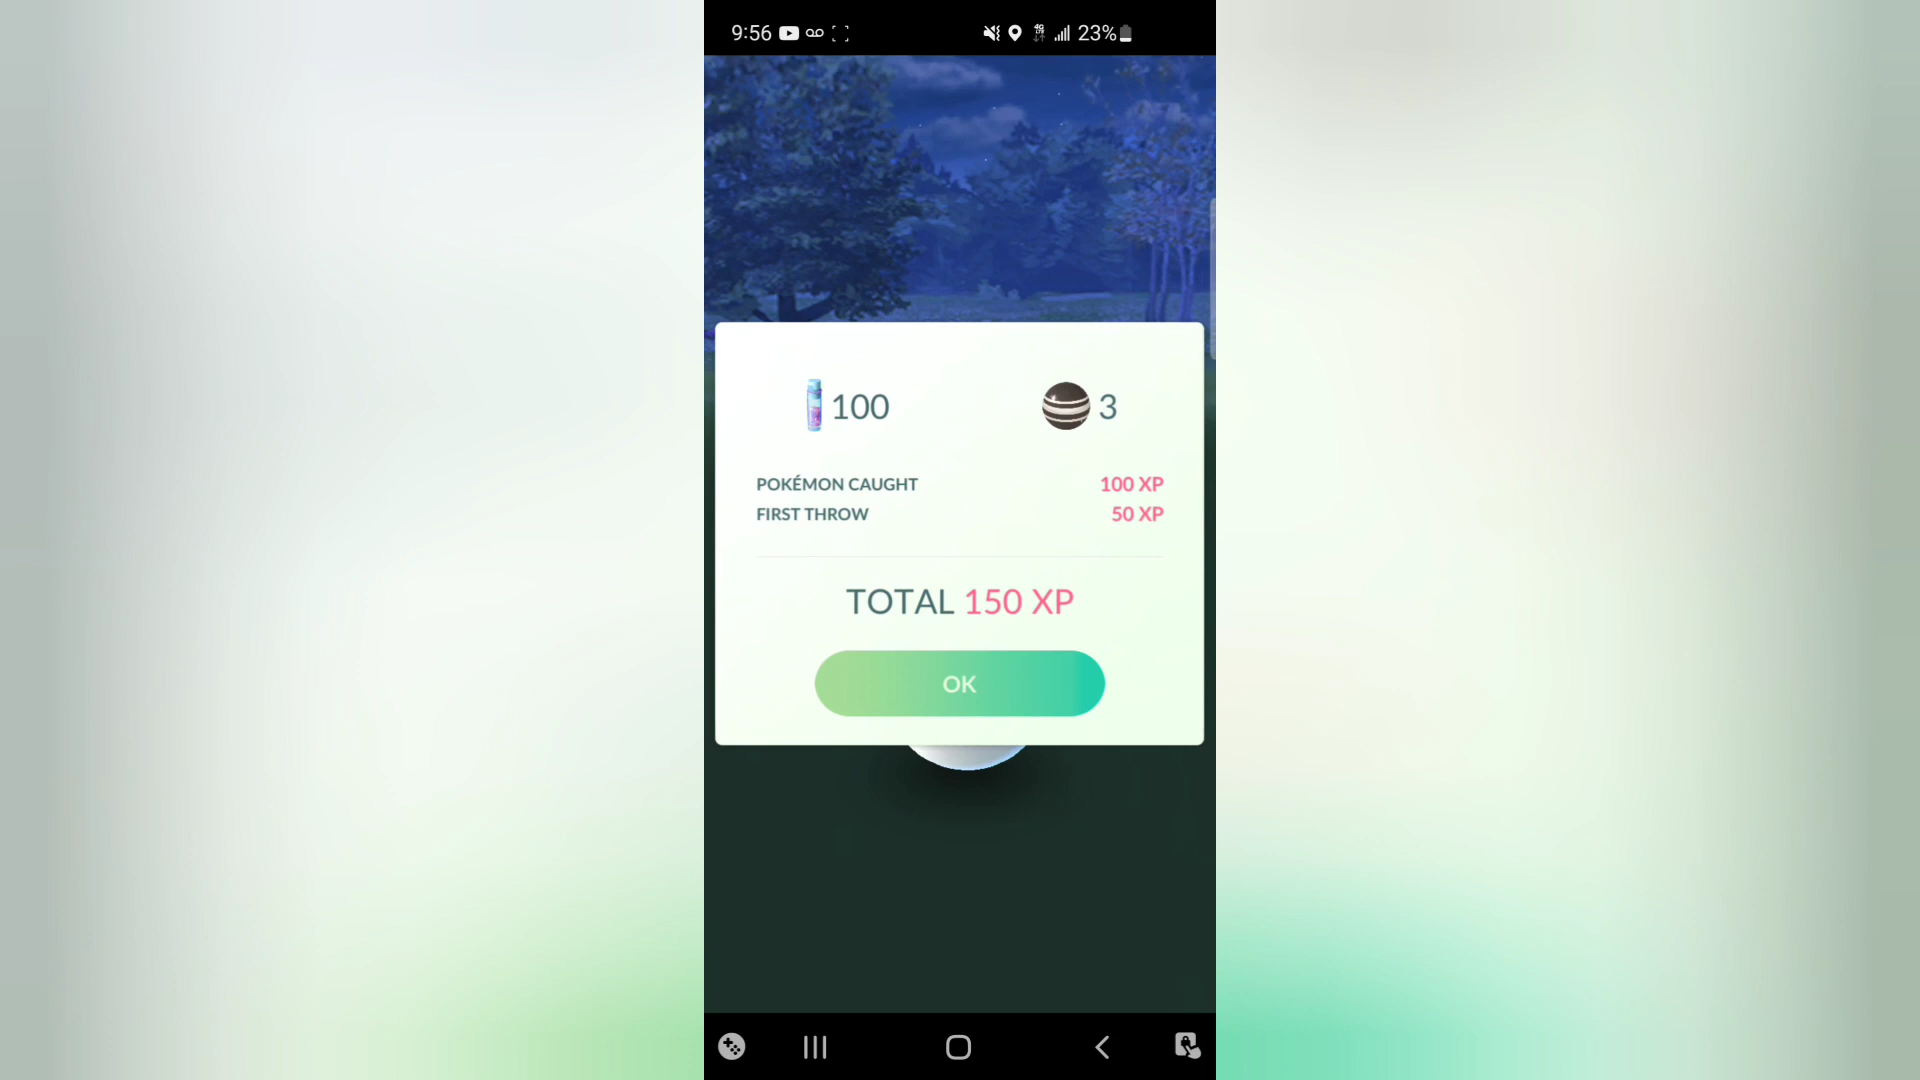 9:56 23%
100 3
POKÉMON CAUGHT 100 XP
FIRST THROW 50 XP
TOTAL 150 XP
OK